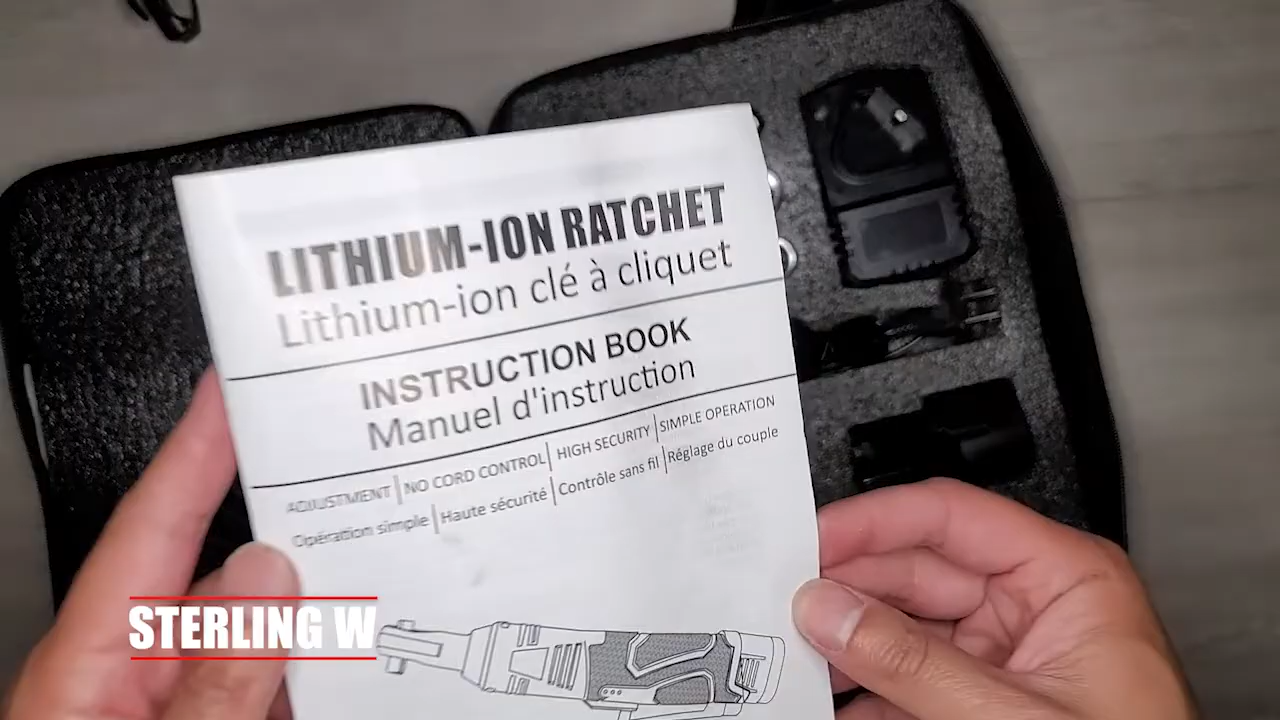 LITHIUM-ION RATCHET
Lithium-ion clé à cliquet
INSTRUCTION BOOK
Manuel d'instruction
ADJUSTMENT | NO CORD CONTROL | HIGH SECURITY | SIMPLE OPERATION
Opération simple | Haute sécurité | Contrôle sans fil | Réglage du couple
STERLING W